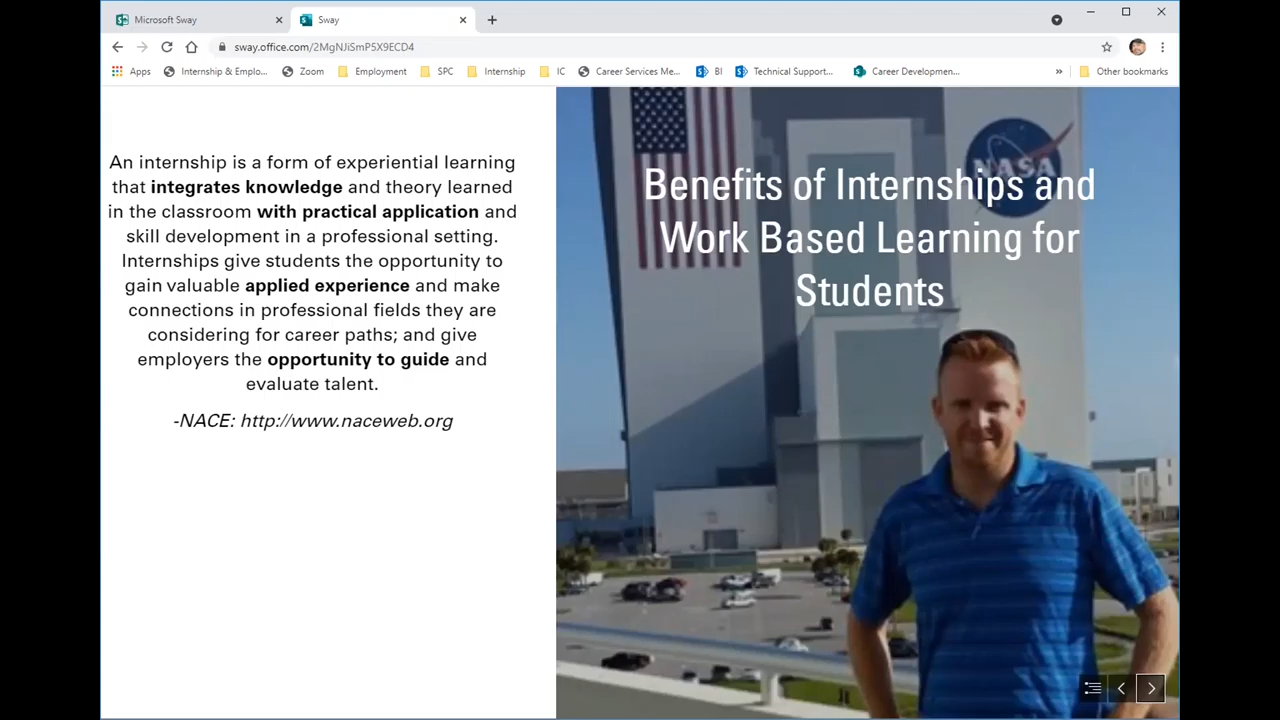 Microsoft Sway
Sway
sway.office.com/2MgNJiSmP5X9ECD4
Apps
Internship & Emplo...
Zoom
Employment
SPC
Internship
IC
Career Services Me...
BI
Technical Support...
Career Developmen...
Other bookmarks
An internship is a form of experiential learning
that integrates knowledge and theory learned
in the classroom with practical application and
skill development in a professional setting.
Internships give students the opportunity to
gain valuable applied experience and make
connections in professional fields they are
considering for career paths; and give
employers the opportunity to guide and
evaluate talent.
-NACE: http://www.naceweb.org
NASA
Benefits of Internships and
Work Based Learning for
Students